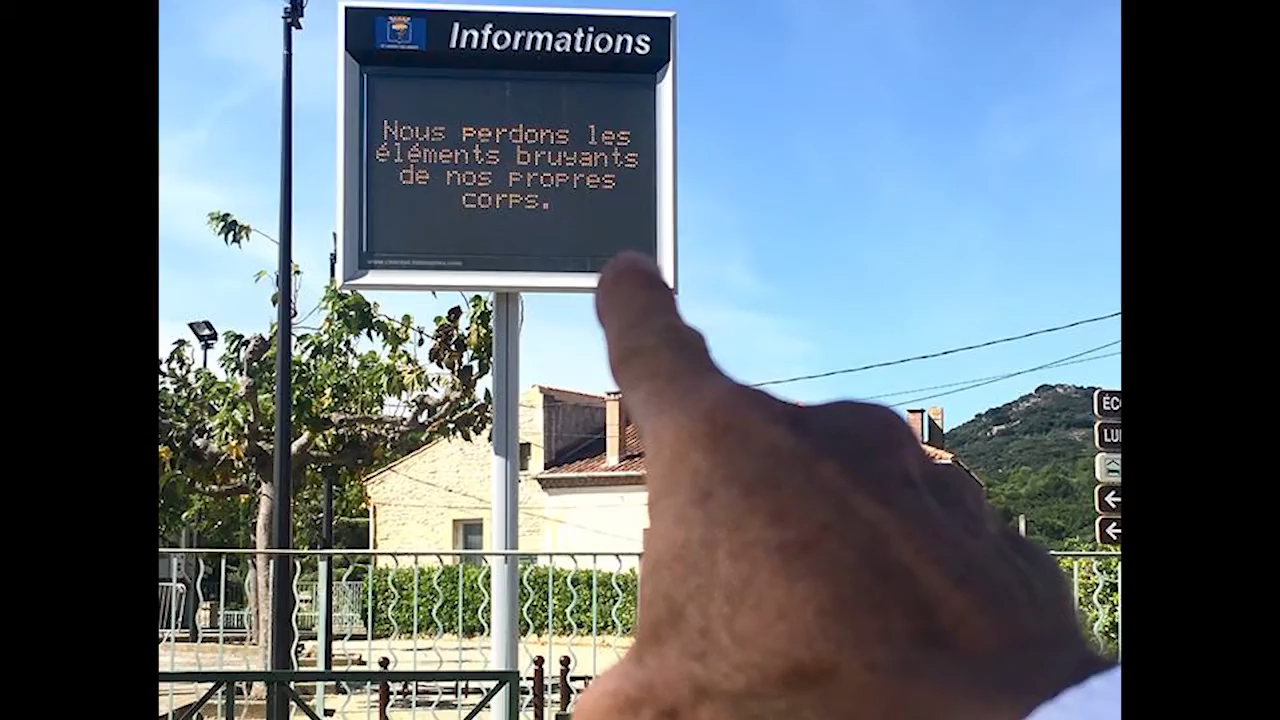 Informations
Nous perdons les
éléments bruyants
de nos propres
corps.